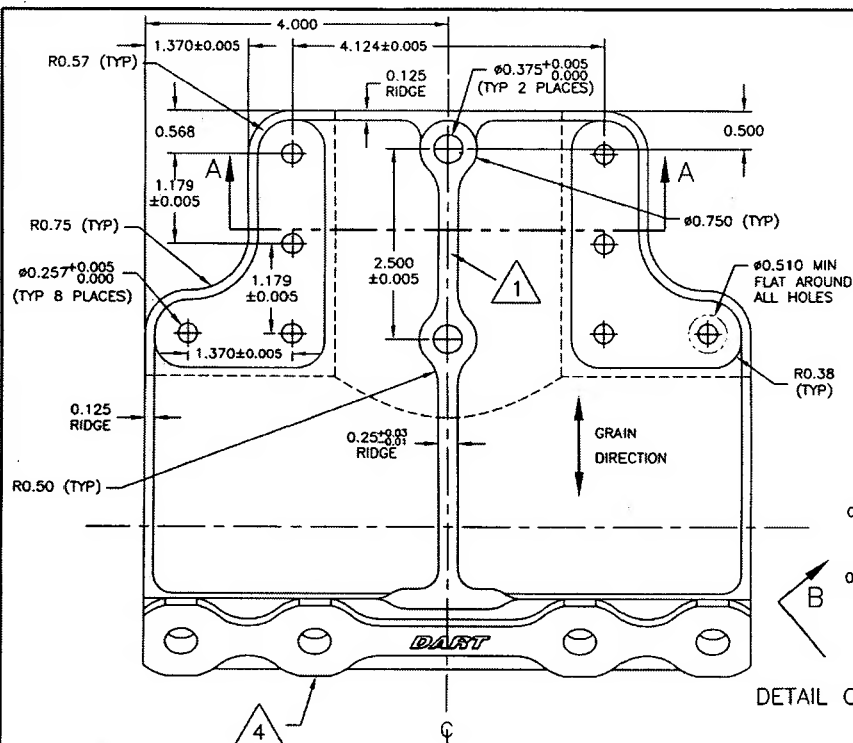 4.000
1.370±0.005
4.124±0.005
R0.57 (TYP)
0.125
RIDGE
ø0.375+0.005
0.000
(TYP 2 PLACES)
0.568
0.500
A
A
1.179
±0.005
R0.75 (TYP)
ø0.750 (TYP)
ø0.257+0.005
0.000
(TYP 8 PLACES)
1.179
±0.005
2.500
±0.005
1
ø0.510 MIN
FLAT AROUND
ALL HOLES
1.370±0.005
R0.38
(TYP)
0.125
RIDGE
0.25+0.03
-0.01
RIDGE
GRAIN
DIRECTION
R0.50 (TYP)
0
0
B
DART
DETAIL C
4